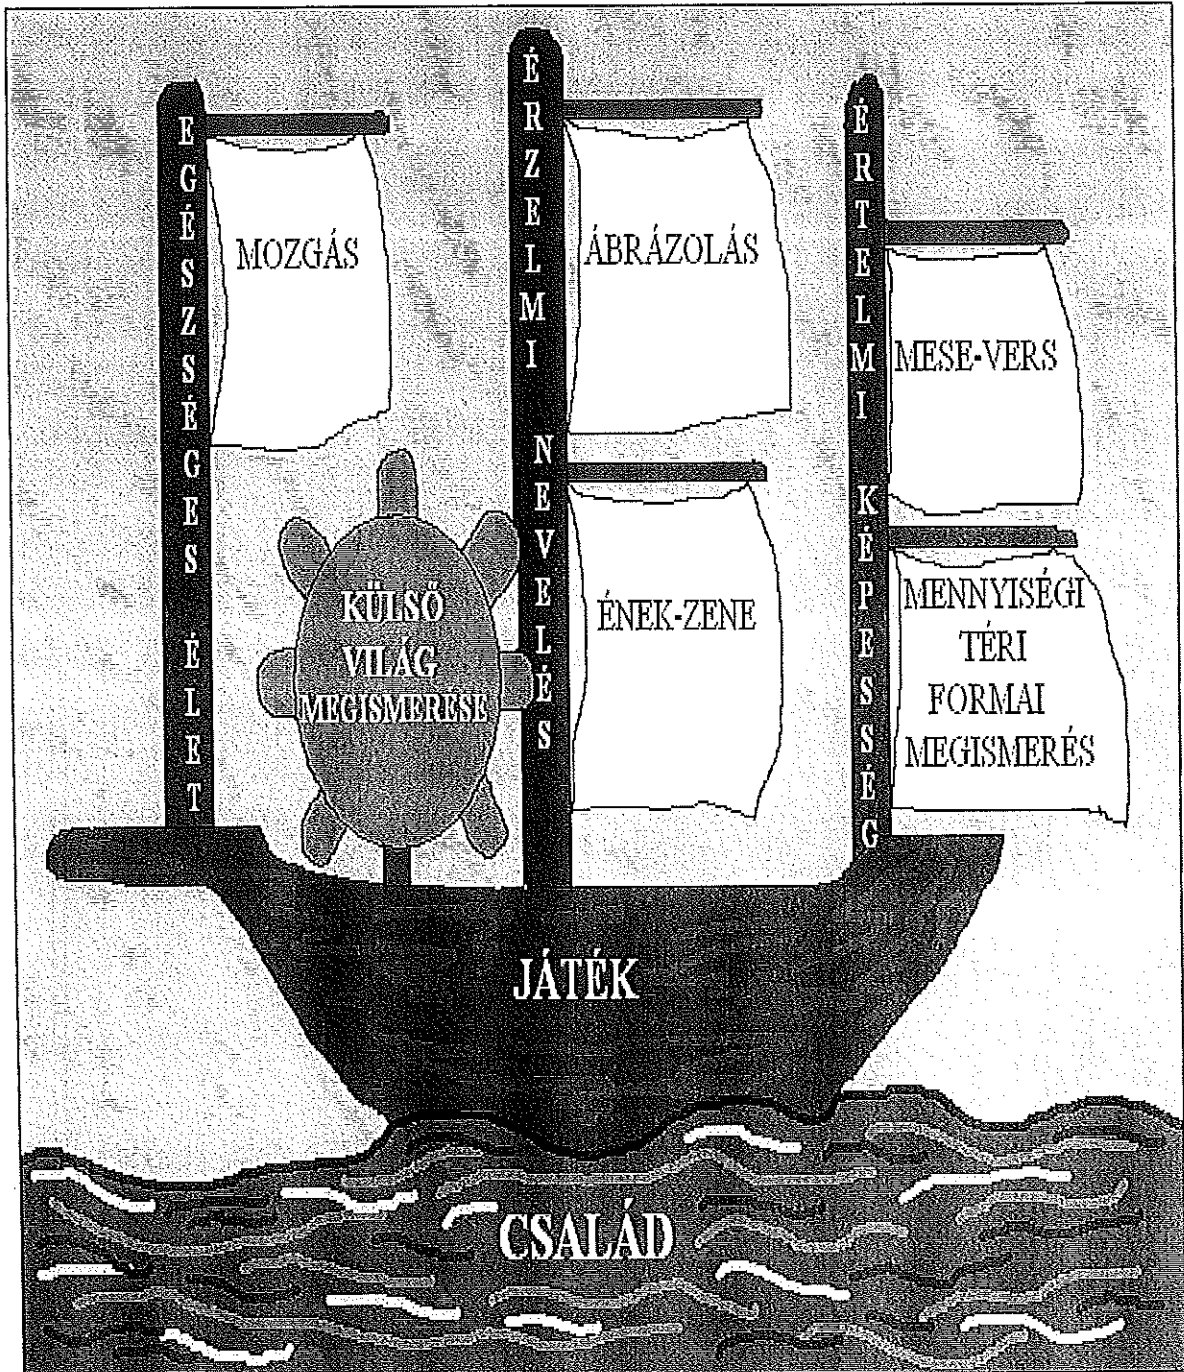 EGÉSZSÉGES ÉLET
MOZGÁS
KÜLSŐ
VILÁG
MEGISMERESE
ÉRZELMI NEVELÉS
ÁBRÁZOLÁS
ÉNEK-ZENE
ÉRTELMI KÉPESSÉG
MESE-VERS
MENNYISÉGI
TÉRI
FORMAI
MEGISMERÉS
JÁTÉK
CSALÁD